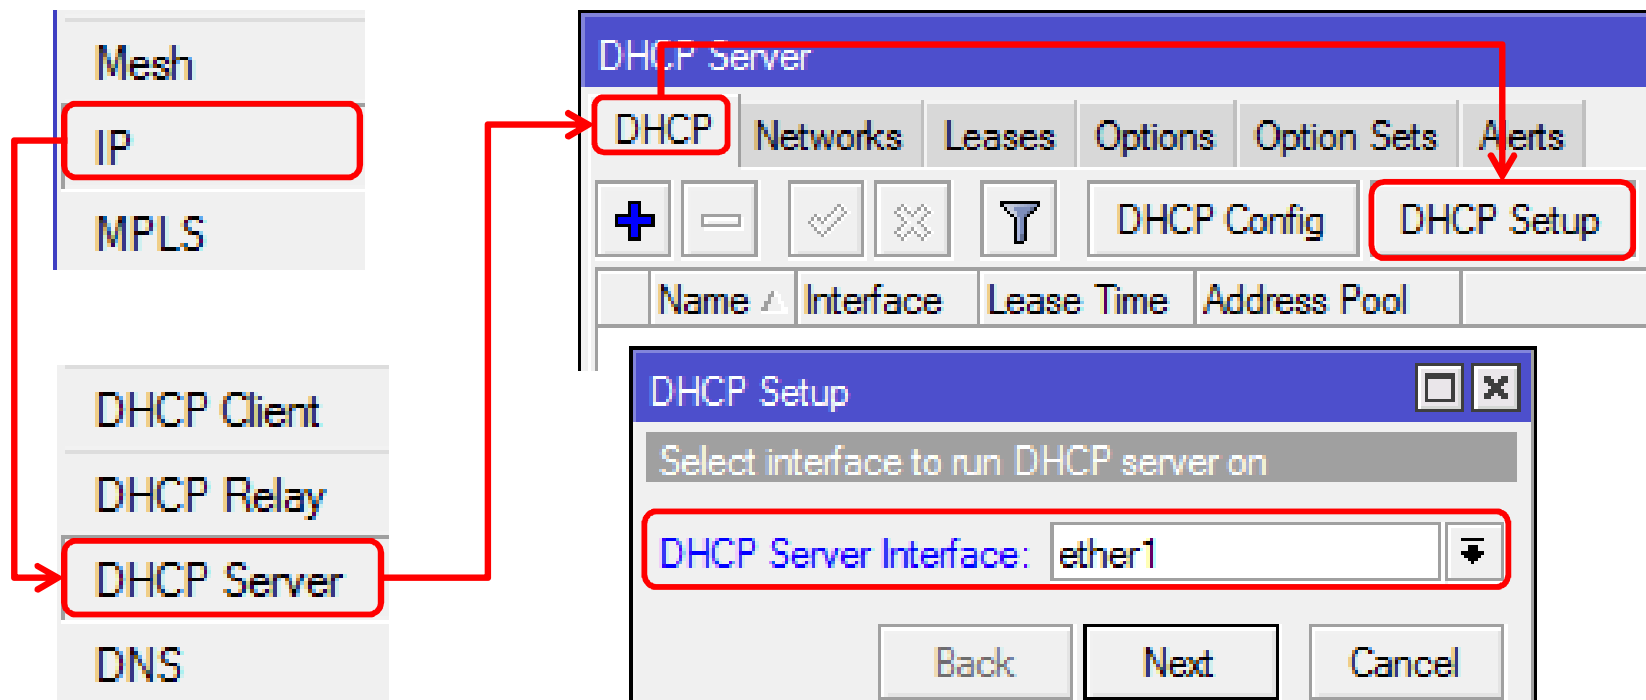 Mesh
IP
MPLS
DHCP Client
DHCP Relay
DHCP Server
DNS
DHCP Server
DHCP Networks Leases Options Option Sets Alerts
DHCP Config DHCP Setup
Name Interface Lease Time Address Pool
DHCP Setup
Select interface to run DHCP server on
DHCP Server Interface: ether1
Back Next Cancel